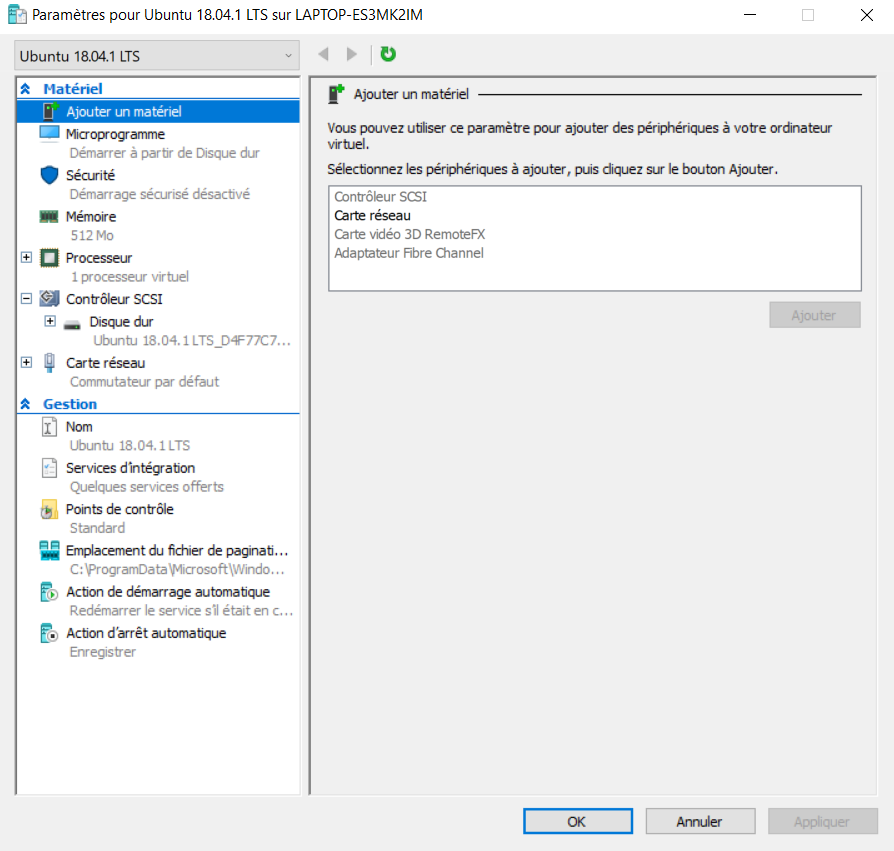 Paramètres pour Ubuntu 18.04.1 LTS sur LAPTOP-ES3MK2IM
Ubuntu 18.04.1 LTS
Matériel
Ajouter un matériel
Microprogramme
Démarrer à partir de Disque dur
Sécurité
Démarrage sécurisé désactivé
Mémoire
512 Mo
Processeur
1 processeur virtuel
Contrôleur SCSI
Disque dur
Ubuntu 18.04.1 LTS_D4F77C7...
Carte réseau
Commutateur par défaut
Gestion
Nom
Ubuntu 18.04.1 LTS
Services d'intégration
Quelques services offerts
Points de contrôle
Standard
Emplacement du fichier de paginati...
C:\ProgramData\Microsoft\Windo...
Action de démarrage automatique
Redémarrer le service s'il était en c...
Action d'arrêt automatique
Enregistrer
Ajouter un matériel
Vous pouvez utiliser ce paramètre pour ajouter des périphériques à votre ordinateur
virtuel.
Sélectionnez les périphériques à ajouter, puis cliquez sur le bouton Ajouter.
Contrôleur SCSI
Carte réseau
Carte vidéo 3D RemoteFX
Adaptateur Fibre Channel
Ajouter
OK
Annuler
Appliquer